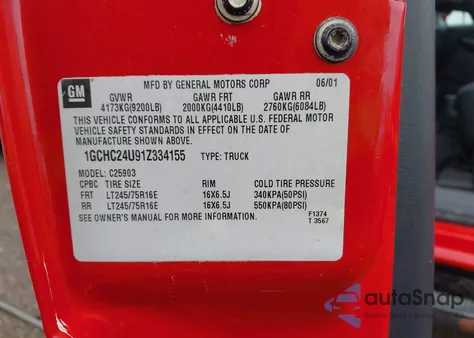 GM
MFD BY GENERAL MOTORS CORP 06/01
GVWR GAWR FRT GAWR RR
4173KG(9200LB) 2000KG(4410LB) 2760KG(6084LB)
THIS VEHICLE CONFORMS TO ALL APPLICABLE U.S. FEDERAL MOTOR
VEHICLE SAFETY STANDARDS IN EFFECT ON THE DATE OF
MANUFACTURE SHOWN ABOVE.
1GCHC24U91Z334155 TYPE: TRUCK
MODEL: C25903
CPBC TIRE SIZE RIM COLD TIRE PRESSURE
FRT LT245/75R16E 16X6.5J 340KPA(50PSI)
RR LT245/75R16E 16X6.5J 550KPA(80PSI)
SEE OWNER'S MANUAL FOR MORE INFORMATION.
F1374
T 3567
autoSnap